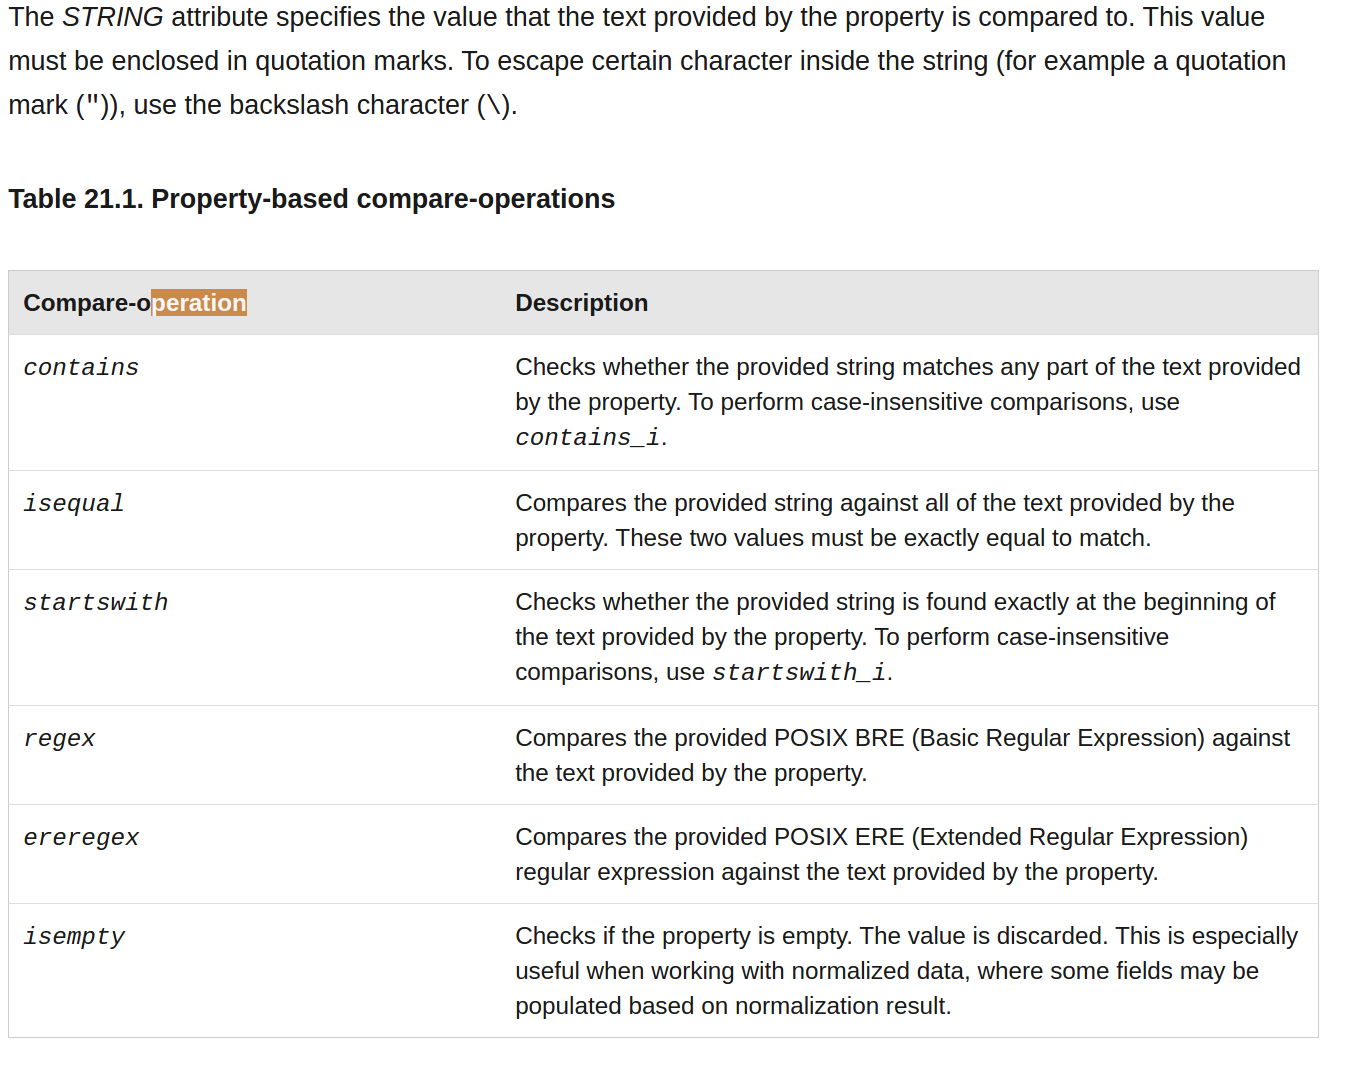 The STRING attribute specifies the value that the text provided by the property is compared to. This value
must be enclosed in quotation marks. To escape certain character inside the string (for example a quotation
mark (")), use the backslash character (\).
Table 21.1. Property-based compare-operations
Compare-operation Description
contains Checks whether the provided string matches any part of the text provided
by the property. To perform case-insensitive comparisons, use
contains_i.
isequal Compares the provided string against all of the text provided by the
property. These two values must be exactly equal to match.
startswith Checks whether the provided string is found exactly at the beginning of
the text provided by the property. To perform case-insensitive
comparisons, use startswith_i.
regex Compares the provided POSIX BRE (Basic Regular Expression) against
the text provided by the property.
ereregex Compares the provided POSIX ERE (Extended Regular Expression)
regular expression against the text provided by the property.
isempty Checks if the property is empty. The value is discarded. This is especially
useful when working with normalized data, where some fields may be
populated based on normalization result.